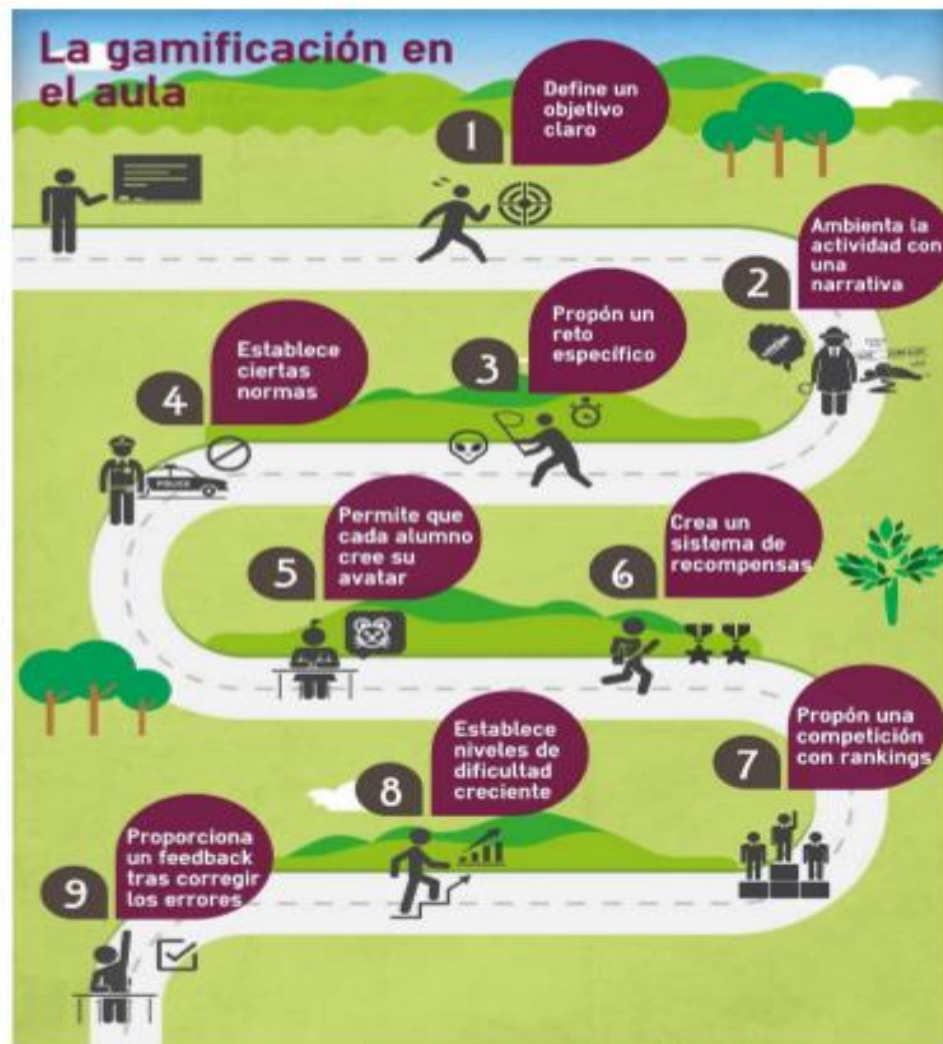 La gamificación en
el aula
1
Define un
objetivo
claro
2
Ambienta la
actividad con
una
narrativa
3
Propón un
reto
específico
4
Establece
ciertas
normas
POLICE
5
Permite que
cada alumno
cree su
avatar
6
Crea un
sistema de
recompensas
7
Propón una
competición
con rankings
8
Establece
niveles de
dificultad
creciente
9
Proporciona
un feedback
tras corregir
los errores